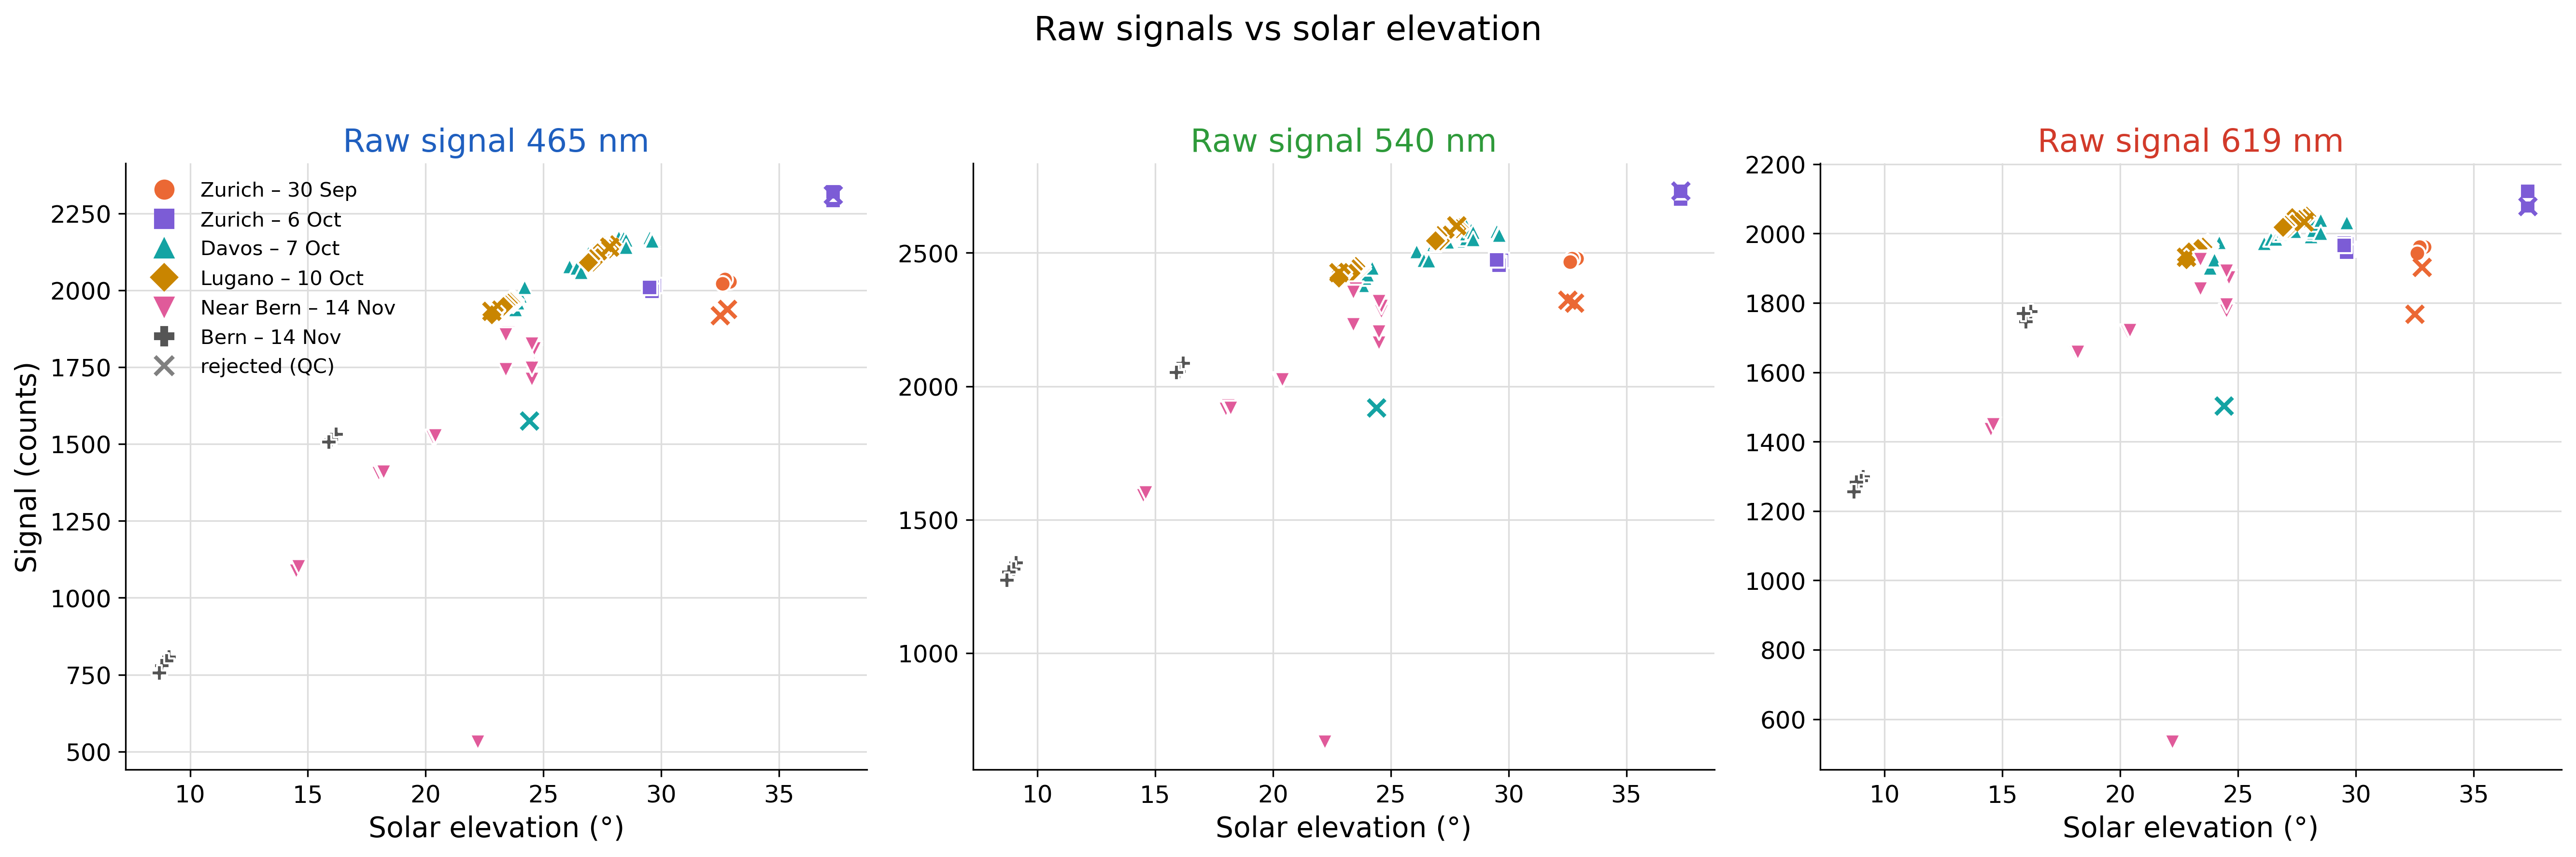 Raw signals vs solar elevation
Raw signal 465 nm
Signal (counts)
2250
2000
1750
1500
1250
1000
750
500
Zurich – 30 Sep
Zurich – 6 Oct
Davos – 7 Oct
Lugano – 10 Oct
Near Bern – 14 Nov
Bern – 14 Nov
rejected (QC)
10 15 20 25 30 35
Solar elevation (°)
Raw signal 540 nm
2500
2000
1500
1000
10 15 20 25 30 35
Solar elevation (°)
Raw signal 619 nm
2200
2000
1800
1600
1400
1200
1000
800
600
10 15 20 25 30 35
Solar elevation (°)